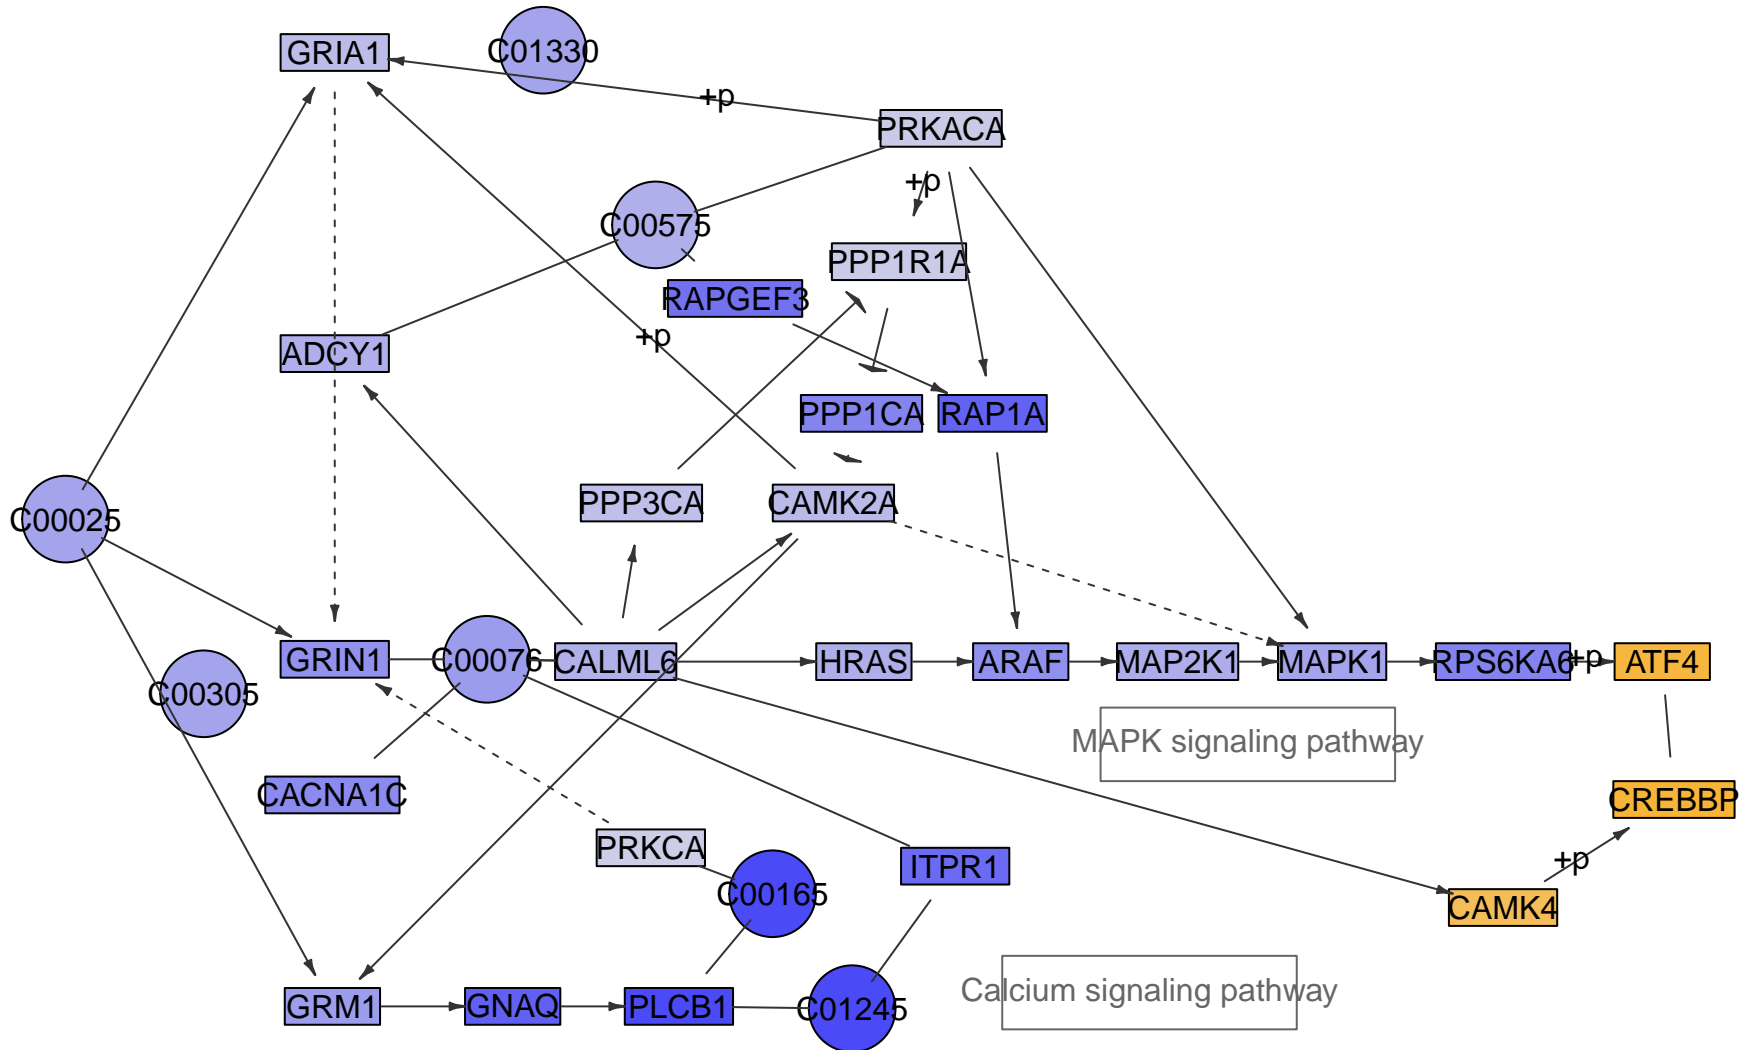 GRIA1
C01330
+p
PRKACA
+p
C00575
PPP1R1A
RAPGEF3
+p
ADCY1
PPP1CA
RAP1A
PPP3CA
CAMK2A
C00025
GRIN1
C00076
CALML6
HRAS
ARAF
MAP2K1
MAPK1
RPS6KA6
+p
ATF4
C00305
MAPK signaling pathway
CACNA1C
CREBBP
PRKCA
ITPR1
+p
C00165
CAMK4
Calcium signaling pathway
GRM1
GNAQ
PLCB1
C01245